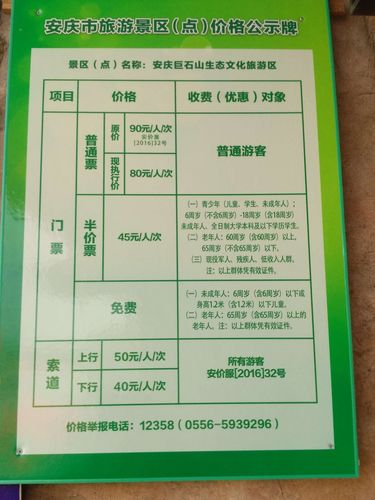 安庆市旅游景区（点）价格公示牌
景区（点）名称：安庆巨石山生态文化旅游区
项目 价格 收费（优惠）对象
门票
普通票
原价
90元/人/次
安价服
[2016]32号
现执行价
80元/人/次
普通游客
半价票
45元/人/次
（一）青少年（儿童、学生、未成年人）：
6周岁（不含6周岁）-18周岁（含18周岁）
未成年人、全日制大学本科及以下学历学生。
（二）老年人：60周岁（含60周岁）以上，
65周岁（不含65周岁）以下。
（三）现役军人、残疾人、低收入人群。
注：以上群体凭有效证件。
免费
（一）未成年人：6周岁（含6周岁）以下或
身高1.2米（含1.2米）以下儿童。
（二）老年人：65周岁（含65周岁）以上的
老年人。注：以上群体凭有效证件。
索道
上行 50元/人/次
下行 40元/人/次
所有游客
安价服[2016]32号
价格举报电话：12358（0556-5939296）